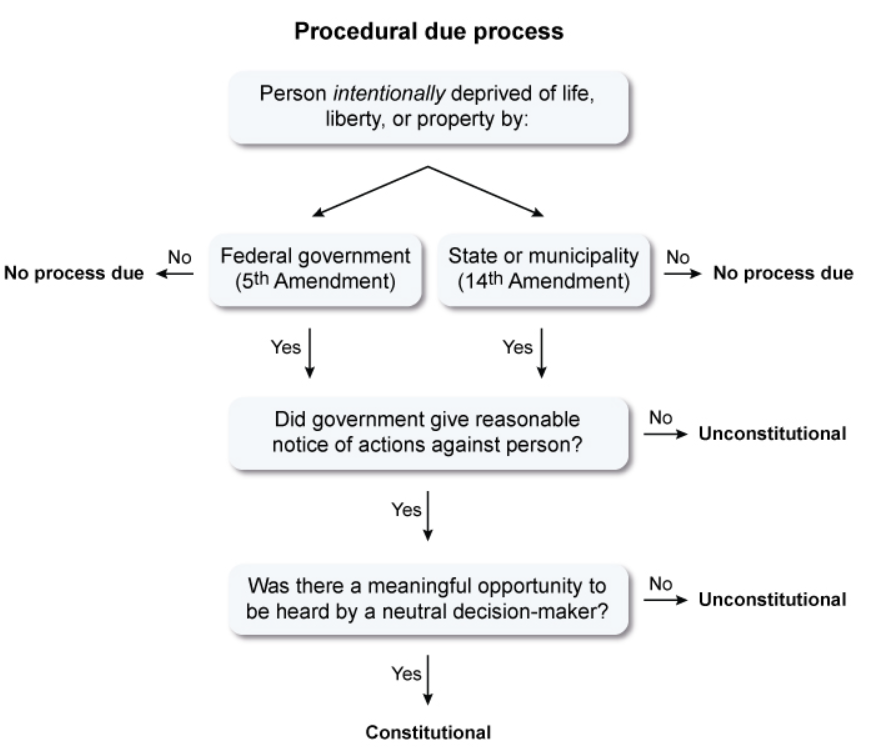 Procedural due process
Person intentionally deprived of life,
liberty, or property by:
Federal government
(5th Amendment)
State or municipality
(14th Amendment)
No
No process due
No
No process due
Yes
Yes
Did government give reasonable
notice of actions against person?
No
Unconstitutional
Yes
Was there a meaningful opportunity to
be heard by a neutral decision-maker?
No
Unconstitutional
Yes
Constitutional